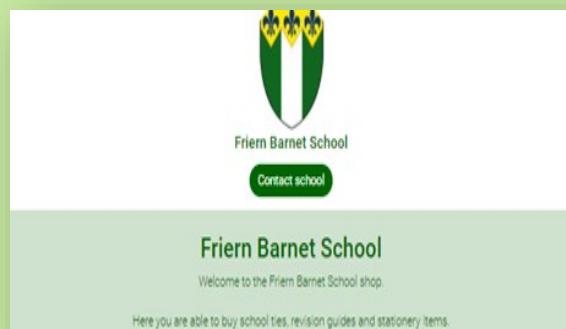 Friern Barnet School
Contact school
Friern Barnet School
Welcome to the Friern Barnet School shop.
Here you are able to buy school ties, revision guides and stationery items.